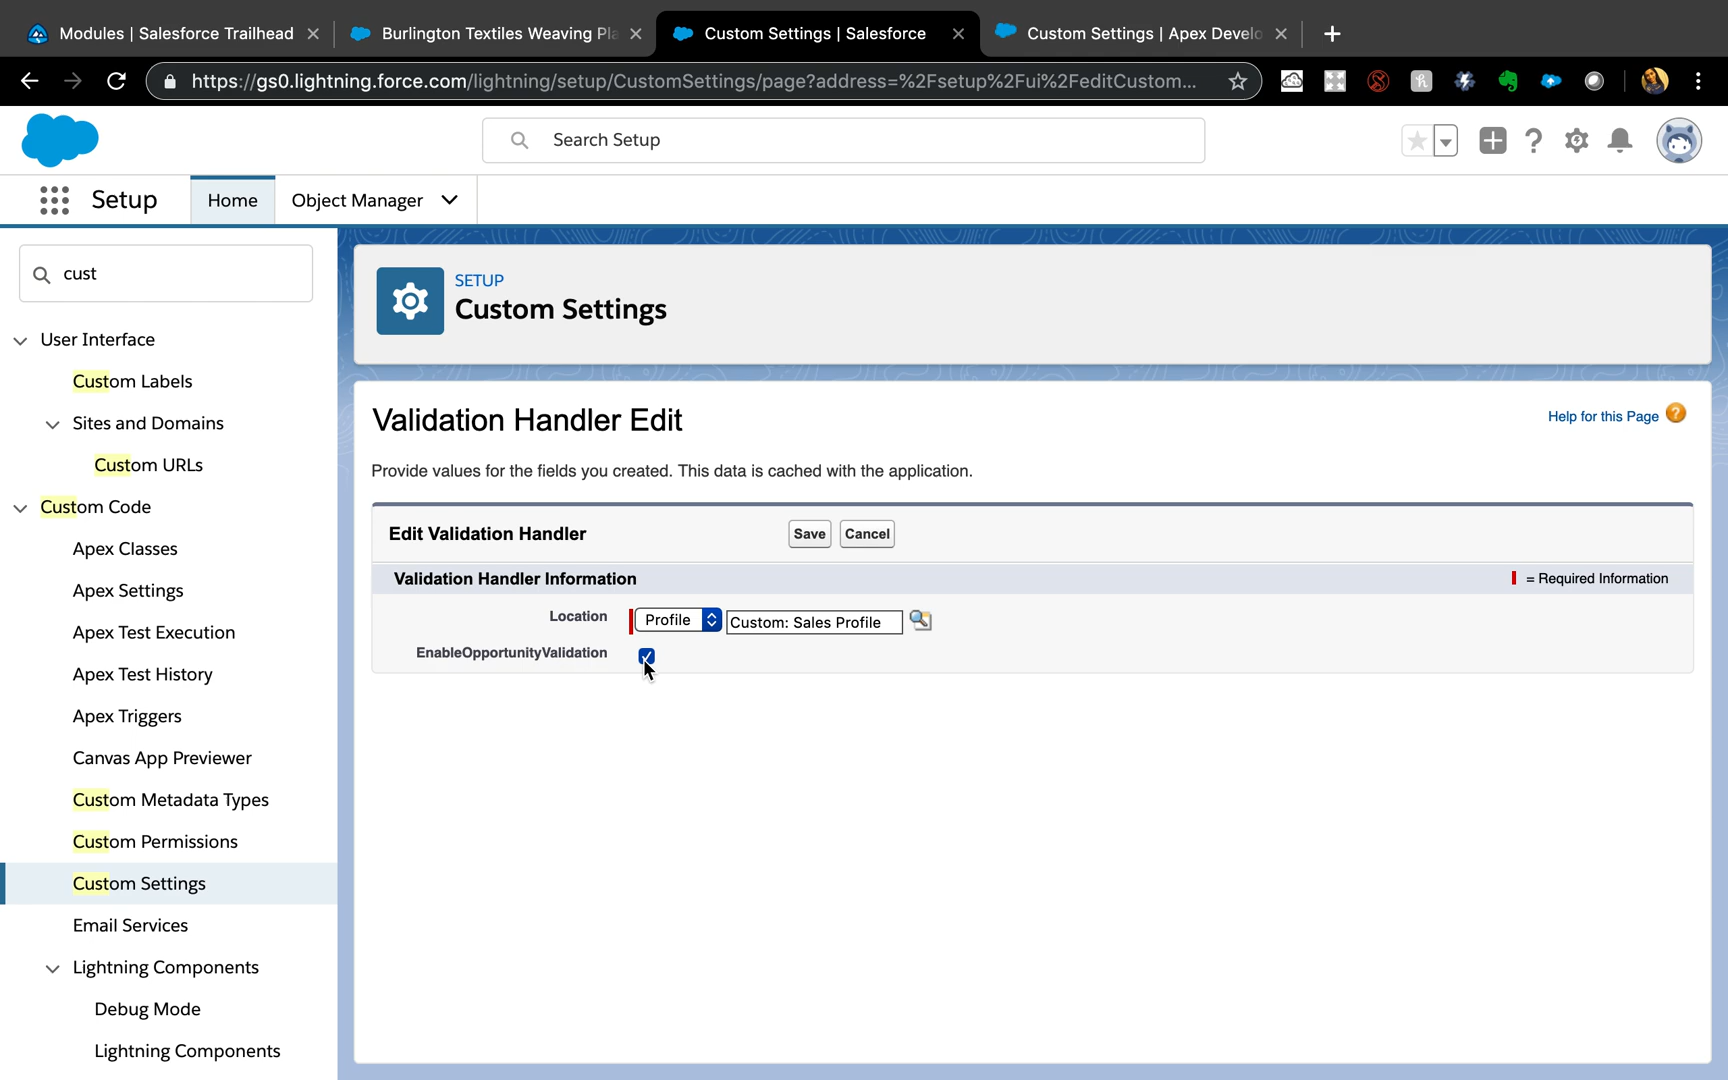 Modules | Salesforce Trailhead
Burlington Textiles Weaving Pla
Custom Settings | Salesforce
Custom Settings | Apex Develo
https://gs0.lightning.force.com/lightning/setup/CustomSettings/page?address=%2Fsetup%2Fui%2FeditCustom...
Search Setup
Setup
Home
Object Manager
cust
SETUP
Custom Settings
User Interface
Custom Labels
Sites and Domains
Custom URLs
Custom Code
Apex Classes
Apex Settings
Apex Test Execution
Apex Test History
Apex Triggers
Canvas App Previewer
Custom Metadata Types
Custom Permissions
Custom Settings
Email Services
Lightning Components
Debug Mode
Lightning Components
Validation Handler Edit
Help for this Page
Provide values for the fields you created. This data is cached with the application.
Edit Validation Handler
Save
Cancel
Validation Handler Information
= Required Information
Location
Profile
Custom: Sales Profile
EnableOpportunityValidation